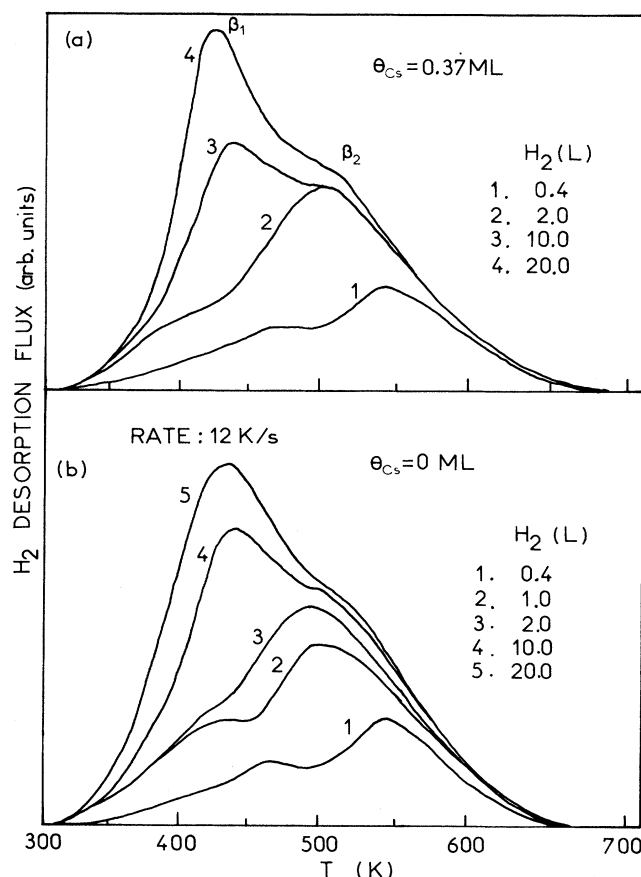 (a)
β₁
4
θCs = 0.37 ML
3
β₂
H₂ (L)
1. 0.4
2. 2.0
3. 10.0
4. 20.0
2
1
H₂ DESORPTION FLUX (arb. units)
RATE : 12 K/s
(b)
θCs = 0 ML
5
4
H₂ (L)
1. 0.4
2. 1.0
3. 2.0
4. 10.0
5. 20.0
3
2
1
300 400 500 600 700
T (K)